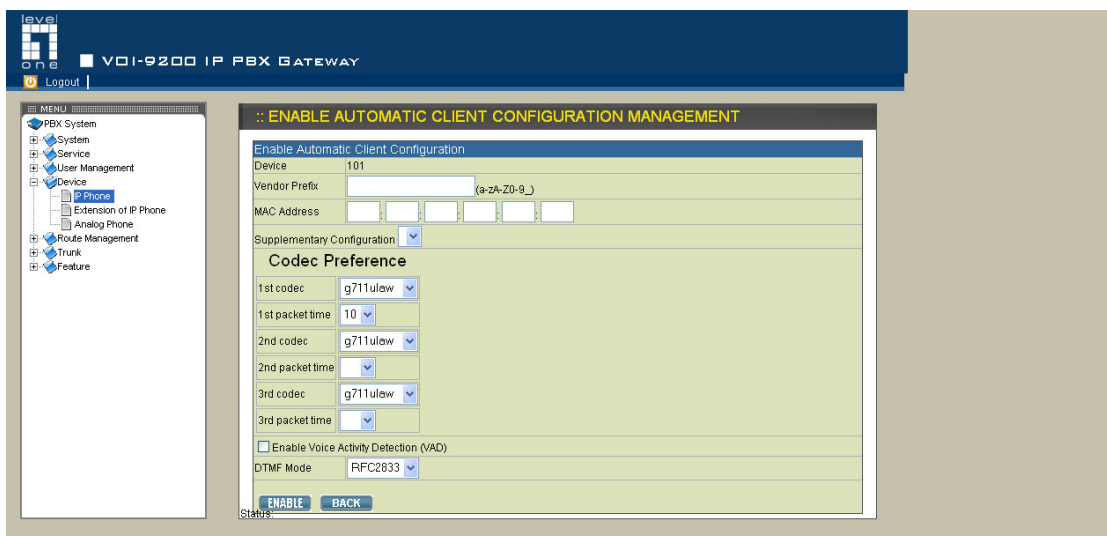 level
one
VOI-9200 IP PBX GATEWAY
Logout
MENU
PBX System
System
Service
User Management
Device
IP Phone
Extension of IP Phone
Analog Phone
Route Management
Trunk
Feature
:: ENABLE AUTOMATIC CLIENT CONFIGURATION MANAGEMENT
Enable Automatic Client Configuration
Device 101
Vendor Prefix (a-zA-Z0-9_)
MAC Address : : : : :
Supplementary Configuration
Codec Preference
1st codec g711ulaw
1st packet time 10
2nd codec g711ulaw
2nd packet time
3rd codec g711ulaw
3rd packet time
Enable Voice Activity Detection (VAD)
DTMF Mode RFC2833
ENABLE BACK
Status: